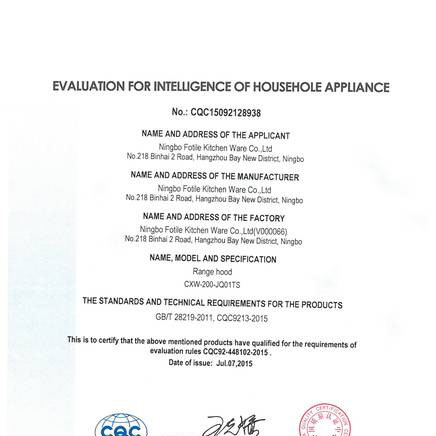 EVALUATION FOR INTELLIGENCE OF HOUSEHOLE APPLIANCE
No.: CQC15092128938
NAME AND ADDRESS OF THE APPLICANT
Ningbo Fotile Kitchen Ware Co.,Ltd
No.218 Binhai 2 Road, Hangzhou Bay New District, Ningbo
NAME AND ADDRESS OF THE MANUFACTURER
Ningbo Fotile Kitchen Ware Co.,Ltd
No.218 Binhai 2 Road, Hangzhou Bay New District, Ningbo
NAME AND ADDRESS OF THE FACTORY
Ningbo Fotile Kitchen Ware Co.,Ltd(V000066)
No.218 Binhai 2 Road, Hangzhou Bay New District, Ningbo
NAME, MODEL AND SPECIFICATION
Range hood
CXW-200-JQ01TS
THE STANDARDS AND TECHNICAL REQUIREMENTS FOR THE PRODUCTS
GB/T 28219-2011, CQC9213-2015
This is to certify that the above mentioned products have qualified for the requirements of
evaluation rules CQC92-448102-2015 .
Date of issue: Jul.07,2015
CQC